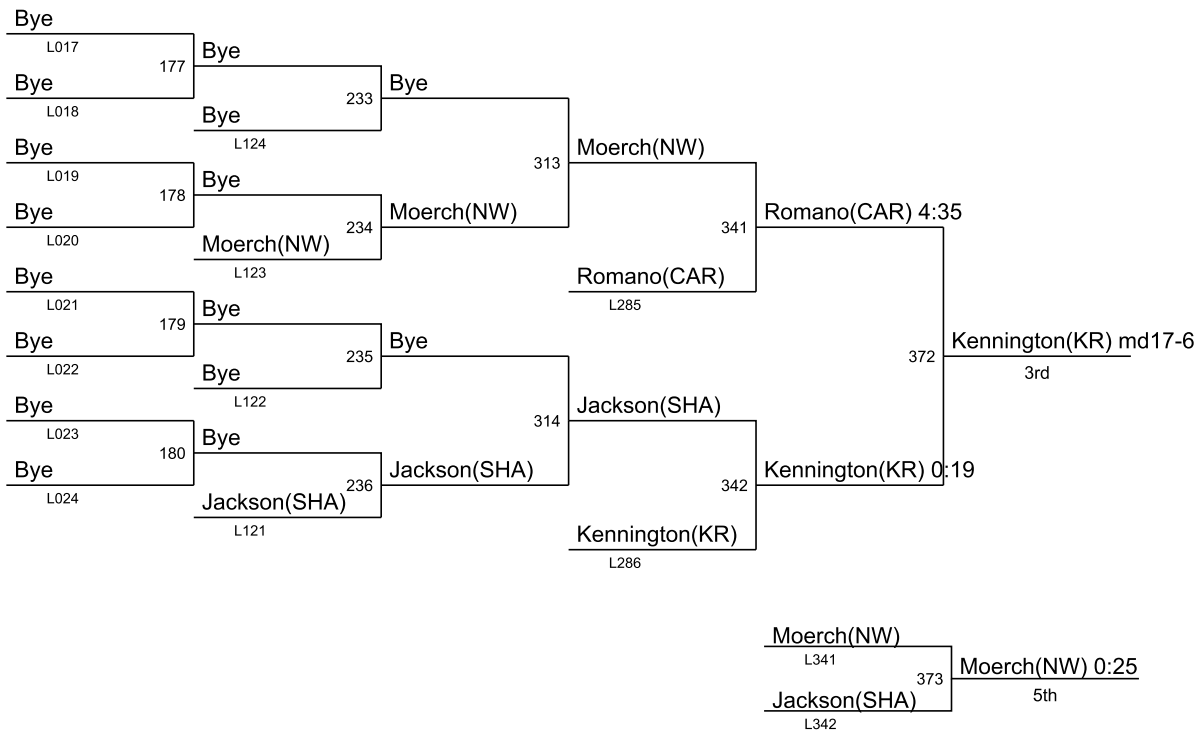 Bye
L017
177
Bye
Bye
L018
233
Bye
Bye
L124
Bye
L019
313
Moerch(NW)
178
Bye
Bye
L020
234
Moerch(NW)
341
Romano(CAR) 4:35
Moerch(NW)
L123
Romano(CAR)
L285
Bye
L021
179
Bye
Bye
L022
235
Bye
372
Kennington(KR) md17-6
3rd
Bye
L122
Bye
L023
314
Jackson(SHA)
180
Bye
Bye
L024
236
Jackson(SHA)
342
Kennington(KR) 0:19
Jackson(SHA)
L121
Kennington(KR)
L286
Moerch(NW)
L341
373
Moerch(NW) 0:25
5th
Jackson(SHA)
L342